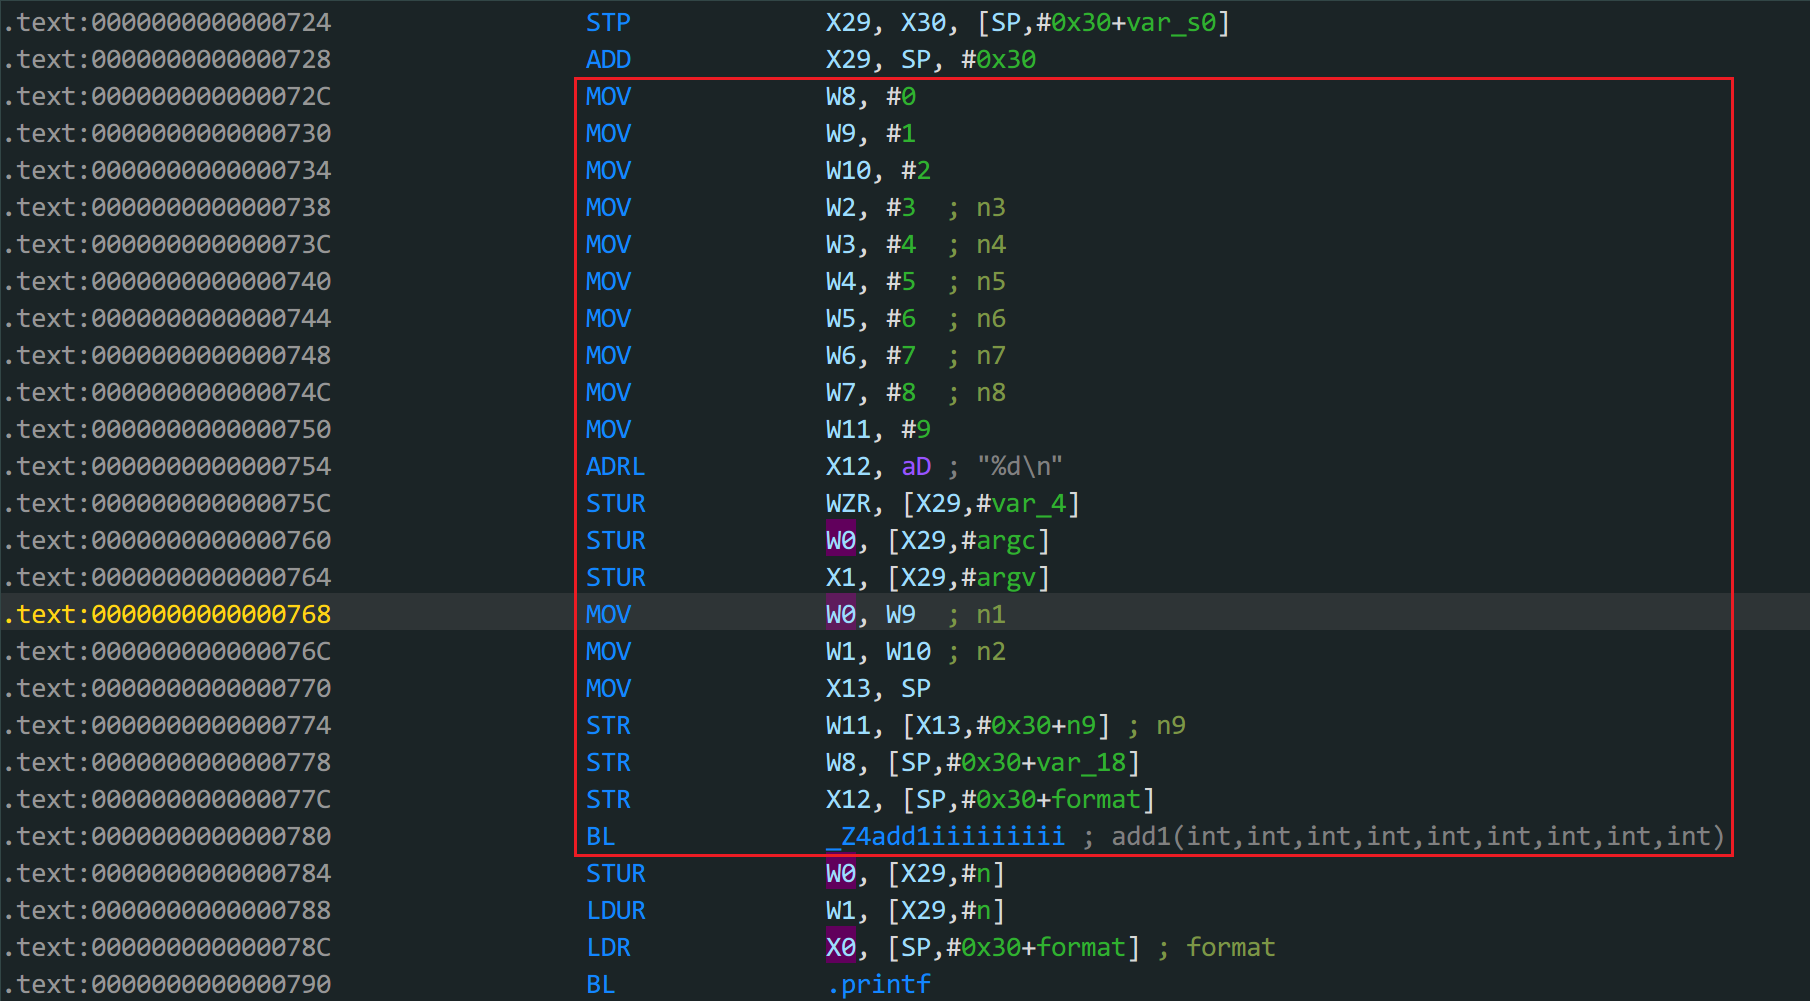 .text:0000000000000724 STP X29, X30, [SP,#0x30+var_s0]
.text:0000000000000728 ADD X29, SP, #0x30
.text:000000000000072C MOV W8, #0
.text:0000000000000730 MOV W9, #1
.text:0000000000000734 MOV W10, #2
.text:0000000000000738 MOV W2, #3 ; n3
.text:000000000000073C MOV W3, #4 ; n4
.text:0000000000000740 MOV W4, #5 ; n5
.text:0000000000000744 MOV W5, #6 ; n6
.text:0000000000000748 MOV W6, #7 ; n7
.text:000000000000074C MOV W7, #8 ; n8
.text:0000000000000750 MOV W11, #9
.text:0000000000000754 ADRL X12, aD ; "%d\n"
.text:000000000000075C STUR WZR, [X29,#var_4]
.text:0000000000000760 STUR W0, [X29,#argc]
.text:0000000000000764 STUR X1, [X29,#argv]
.text:0000000000000768 MOV W0, W9 ; n1
.text:000000000000076C MOV W1, W10 ; n2
.text:0000000000000770 MOV X13, SP
.text:0000000000000774 STR W11, [X13,#0x30+n9] ; n9
.text:0000000000000778 STR W8, [SP,#0x30+var_18]
.text:000000000000077C STR X12, [SP,#0x30+format]
.text:0000000000000780 BL _Z4add1iiiiiiiii ; add1(int,int,int,int,int,int,int,int,int)
.text:0000000000000784 STUR W0, [X29,#n]
.text:0000000000000788 LDUR W1, [X29,#n]
.text:000000000000078C LDR X0, [SP,#0x30+format] ; format
.text:0000000000000790 BL .printf